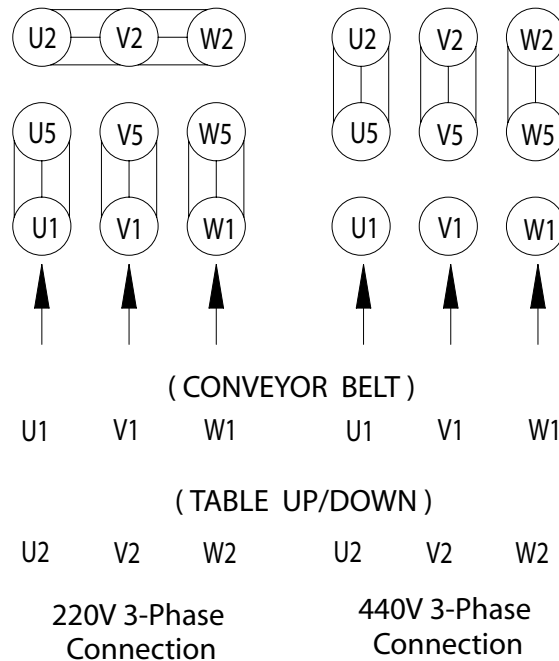 U2 V2 W2 U2 V2 W2
U5 V5 W5 U5 V5 W5
U1 V1 W1 U1 V1 W1
( CONVEYOR BELT )
U1 V1 W1 U1 V1 W1
( TABLE UP/DOWN )
U2 V2 W2 U2 V2 W2
220V 3-Phase
Connection
440V 3-Phase
Connection